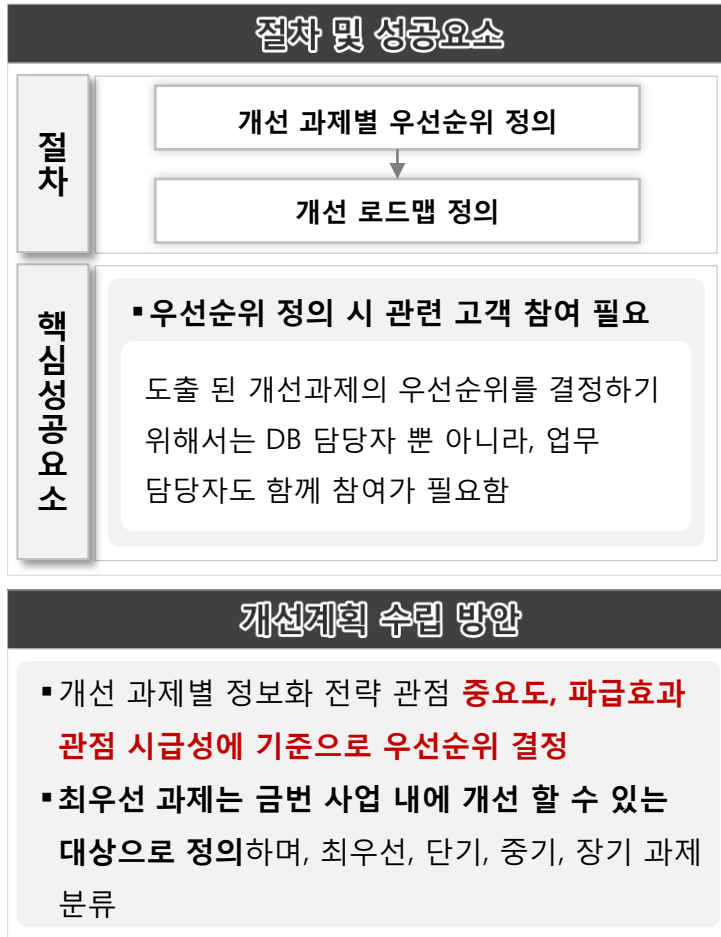 절차 및 성공요소
절차
개선 과제별 우선순위 정의
개선 로드맵 정의
핵심성공요소
▪우선순위 정의 시 관련 고객 참여 필요
도출 된 개선과제의 우선순위를 결정하기
위해서는 DB 담당자 뿐 아니라, 업무
담당자도 함께 참여가 필요함
개선계획 수립 방안
▪개선 과제별 정보화 전략 관점 중요도, 파급효과
관점 시급성에 기준으로 우선순위 결정
▪최우선 과제는 금번 사업 내에 개선 할 수 있는
대상으로 정의하며, 최우선, 단기, 중기, 장기 과제
분류